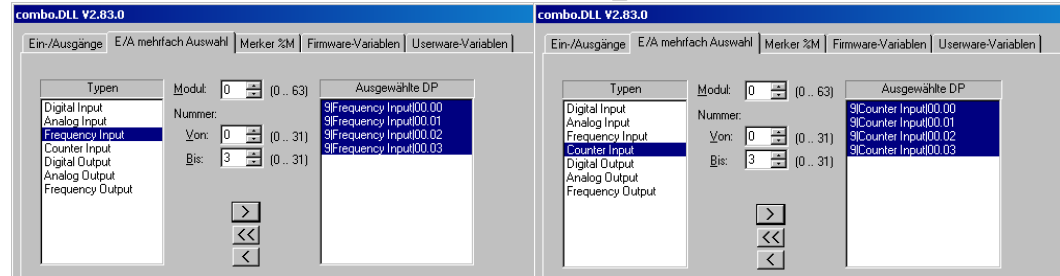 combo.DLL V2.83.0
Ein-/Ausgänge E/A mehrfach Auswahl Merker %M Firmware-Variablen Userware-Variablen
Typen
Digital Input
Analog Input
Frequency Input
Counter Input
Digital Output
Analog Output
Frequency Output
Modul: 0 (0 .. 63)
Nummer:
Von: 0 (0 .. 31)
Bis: 3 (0 .. 31)
>
<<
<
Ausgewählte DP
9|Frequency Input|00.00
9|Frequency Input|00.01
9|Frequency Input|00.02
9|Frequency Input|00.03
combo.DLL V2.83.0
Ein-/Ausgänge E/A mehrfach Auswahl Merker %M Firmware-Variablen Userware-Variablen
Typen
Digital Input
Analog Input
Frequency Input
Counter Input
Digital Output
Analog Output
Frequency Output
Modul: 0 (0 .. 63)
Nummer:
Von: 0 (0 .. 31)
Bis: 3 (0 .. 31)
>
<<
<
Ausgewählte DP
9|Counter Input|00.00
9|Counter Input|00.01
9|Counter Input|00.02
9|Counter Input|00.03